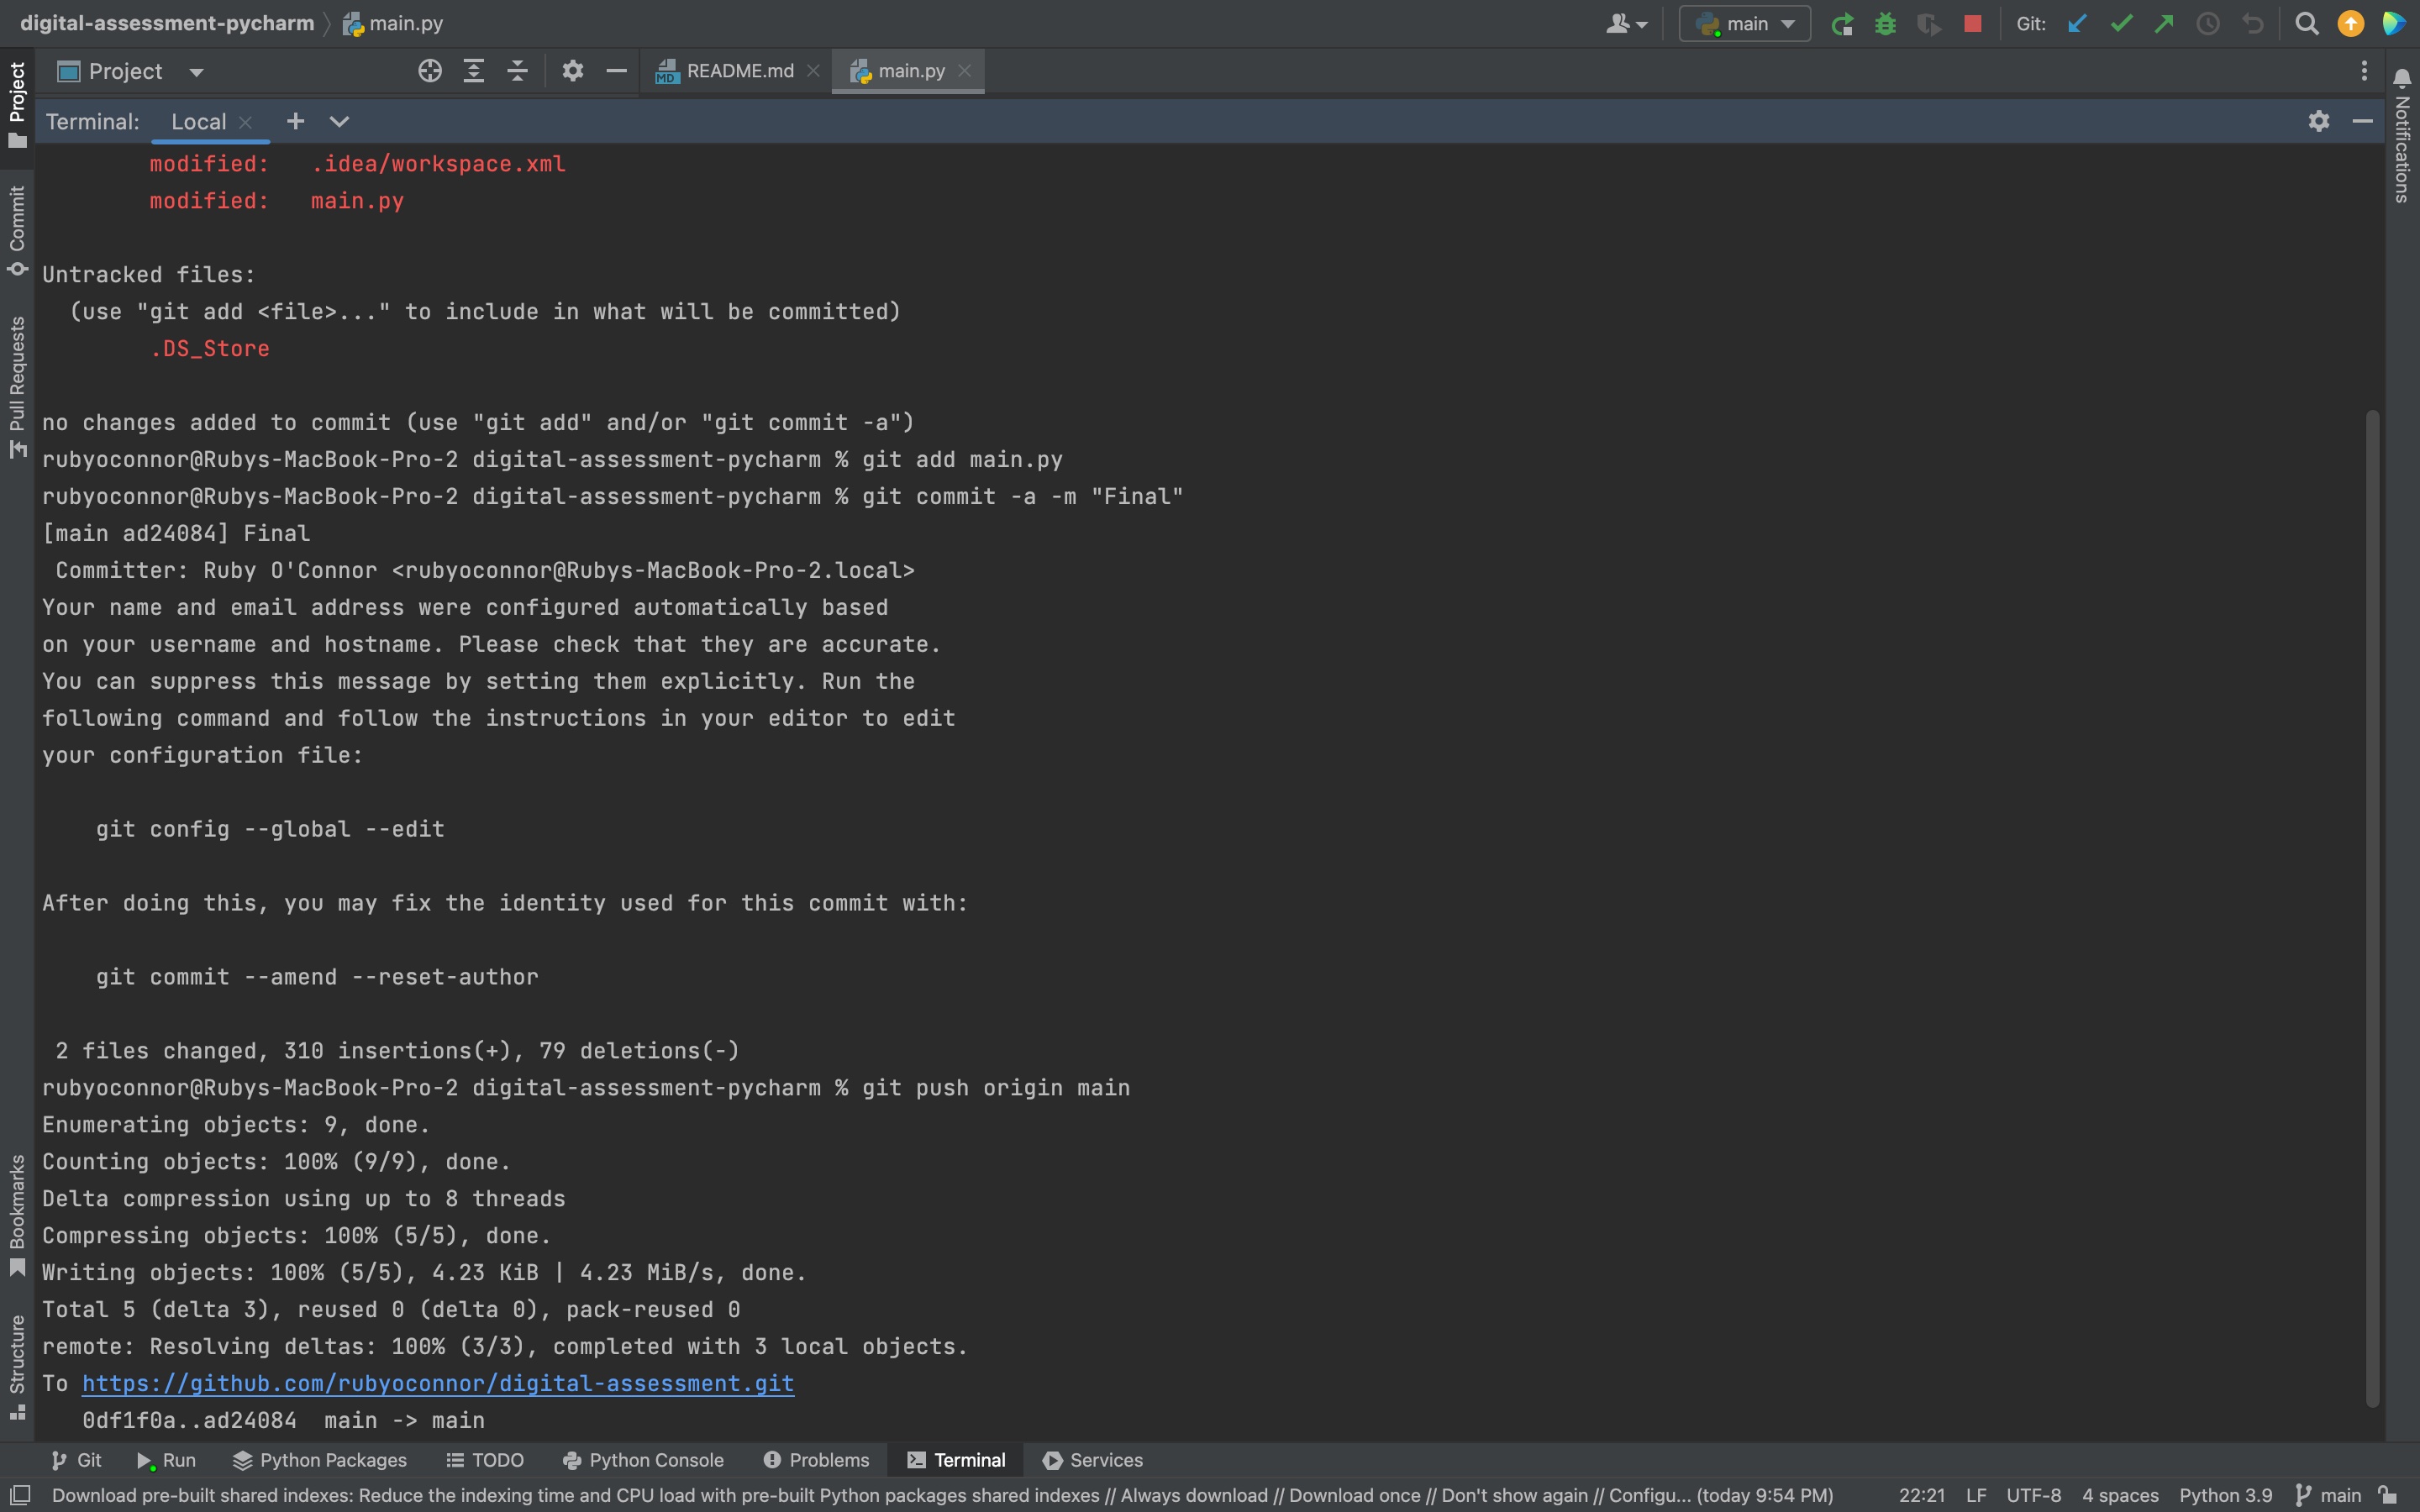 digital-assessment-pycharm main.py
main Git:
Project
README.md main.py
Terminal: Local
Project
Commit
Pull Requests
Bookmarks
Structure
Notifications
modified: .idea/workspace.xml
modified: main.py
Untracked files:
(use "git add <file>..." to include in what will be committed)
.DS_Store
no changes added to commit (use "git add" and/or "git commit -a")
rubyoconnor@Rubys-MacBook-Pro-2 digital-assessment-pycharm % git add main.py
rubyoconnor@Rubys-MacBook-Pro-2 digital-assessment-pycharm % git commit -a -m "Final"
[main ad24084] Final
Committer: Ruby O'Connor <rubyoconnor@Rubys-MacBook-Pro-2.local>
Your name and email address were configured automatically based
on your username and hostname. Please check that they are accurate.
You can suppress this message by setting them explicitly. Run the
following command and follow the instructions in your editor to edit
your configuration file:
git config --global --edit
After doing this, you may fix the identity used for this commit with:
git commit --amend --reset-author
2 files changed, 310 insertions(+), 79 deletions(-)
rubyoconnor@Rubys-MacBook-Pro-2 digital-assessment-pycharm % git push origin main
Enumerating objects: 9, done.
Counting objects: 100% (9/9), done.
Delta compression using up to 8 threads
Compressing objects: 100% (5/5), done.
Writing objects: 100% (5/5), 4.23 KiB | 4.23 MiB/s, done.
Total 5 (delta 3), reused 0 (delta 0), pack-reused 0
remote: Resolving deltas: 100% (3/3), completed with 3 local objects.
To https://github.com/rubyoconnor/digital-assessment.git
0df1f0a..ad24084 main -> main
Git Run Python Packages TODO Python Console Problems Terminal Services
Download pre-built shared indexes: Reduce the indexing time and CPU load with pre-built Python packages shared indexes // Always download // Download once // Don't show again // Configu... (today 9:54 PM) 22:21 LF UTF-8 4 spaces Python 3.9 main